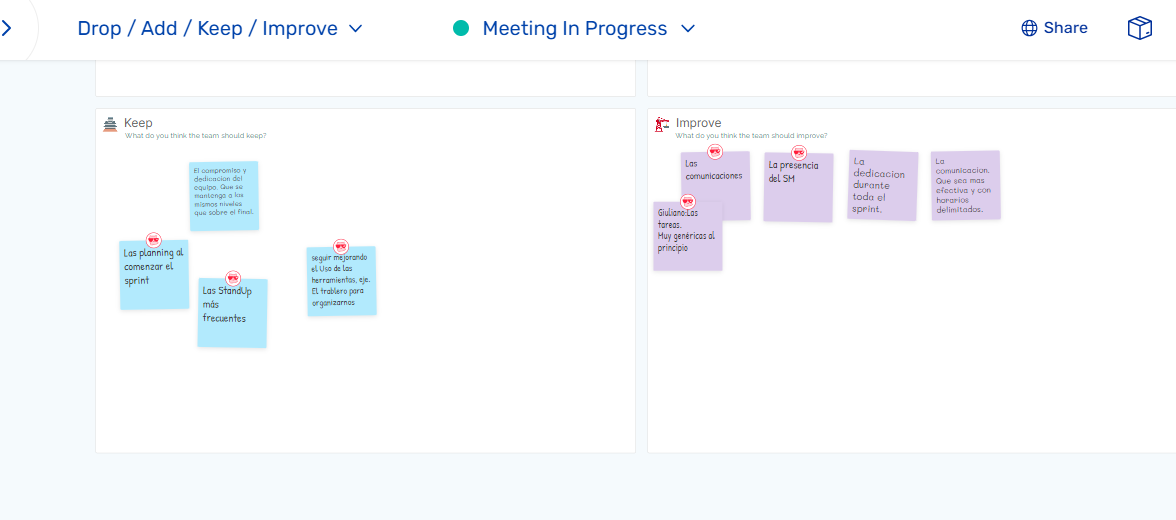 Drop / Add / Keep / Improve
Meeting In Progress
Share
Keep
What do you think the team should keep?
El compromiso y
dedicacion del
equipo. Que se
mantenga a los
mismos niveles
que sobre el final.
Las planning al
comenzar el
sprint
Las StandUp
más
frecuentes
seguir mejorando
el Uso de las
herramientas, eje.
El trablero para
organizarnos
Improve
What do you think the team should improve?
Las
comunicaciones
Giuliano:Las
tareas.
Muy genéricas al
principio
La presencia
del SM
La
dedicacion
durante
toda el
sprint.
La
comunicacion.
Que sea mas
efectiva y con
horarios
delimitados.